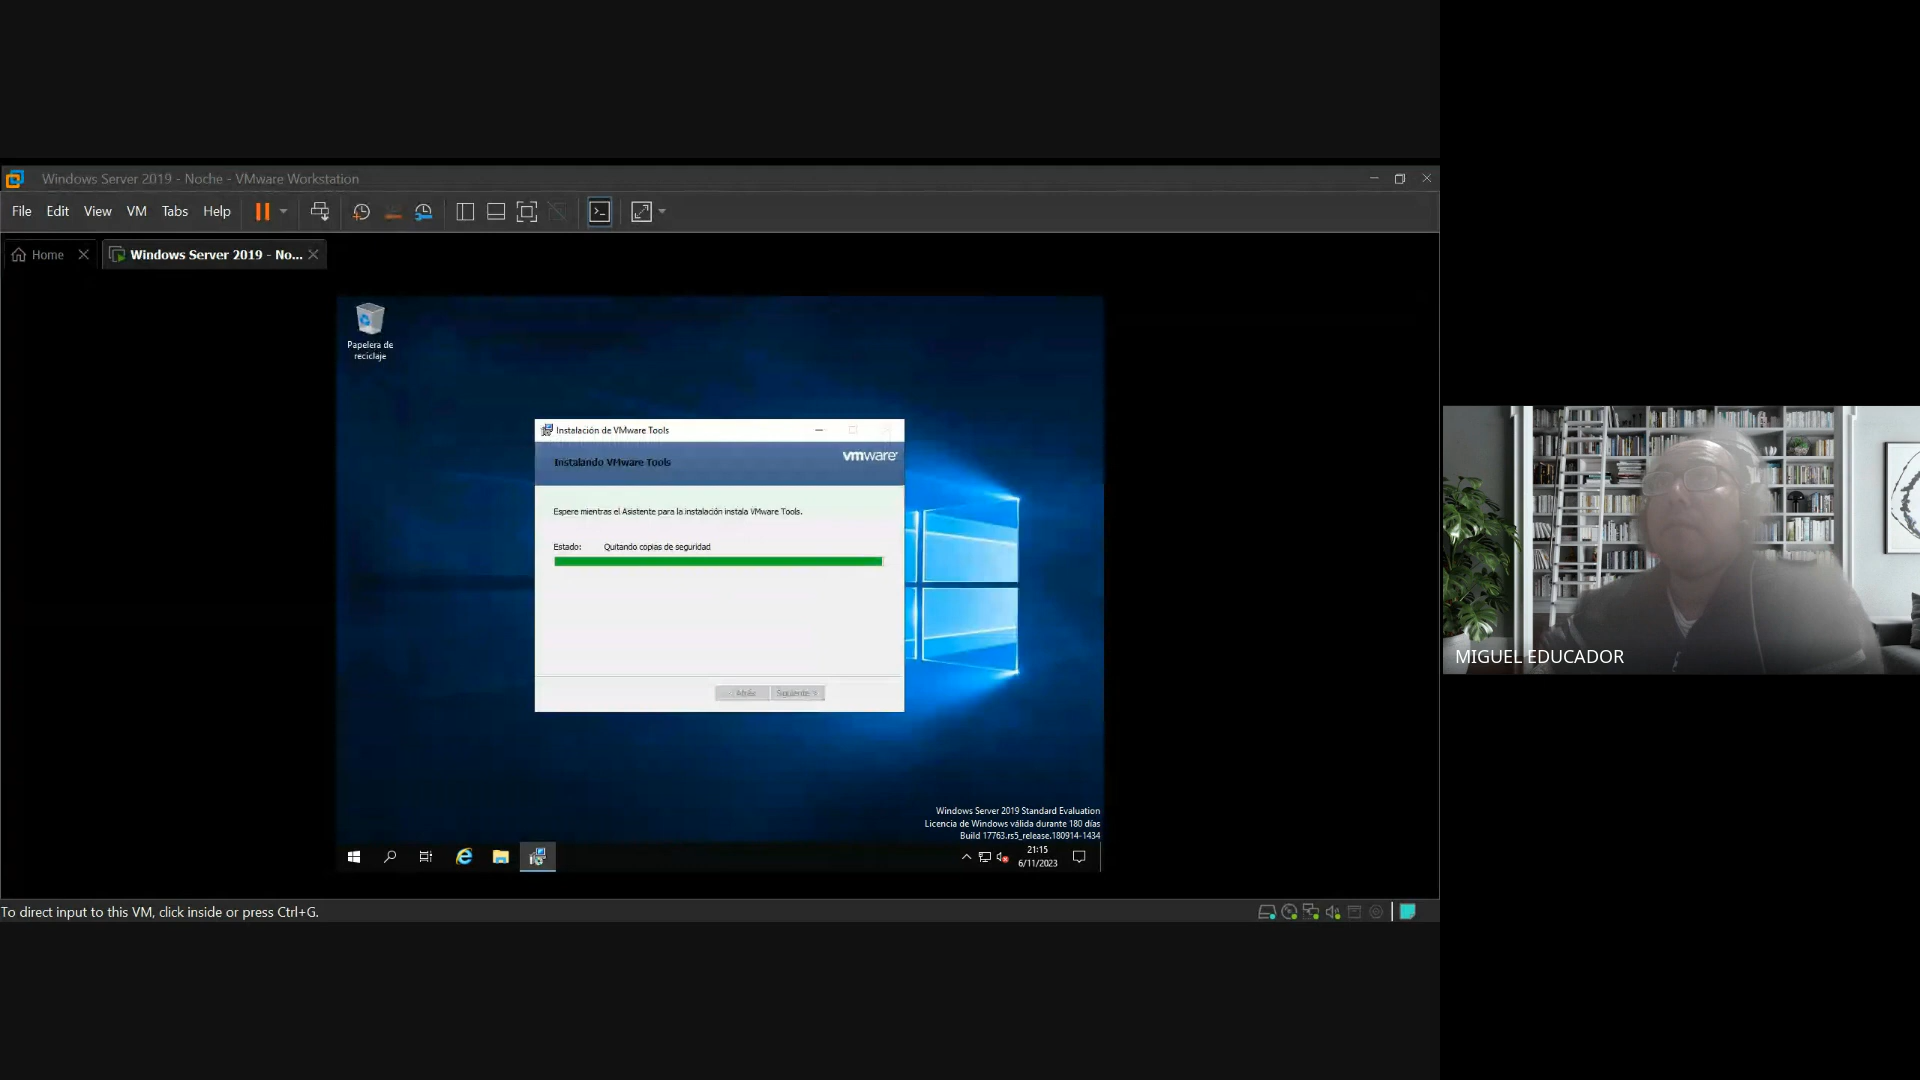 Windows Server 2019 - Noche - VMware Workstation
File Edit View VM Tabs Help
Home
Windows Server 2019 - No...
Papelera de
reciclaje
Instalación de VMware Tools
Instalando VMware Tools
vmware
Espere mientras el Asistente para la instalación instala VMware Tools.
Estado: Quitando copias de seguridad
< Atrás Siguiente >
Windows Server 2019 Standard Evaluation
Licencia de Windows válida durante 180 días
Build 17763.rs5_release.180914-1434
21:15
6/11/2023
To direct input to this VM, click inside or press Ctrl+G.
MIGUEL EDUCADOR